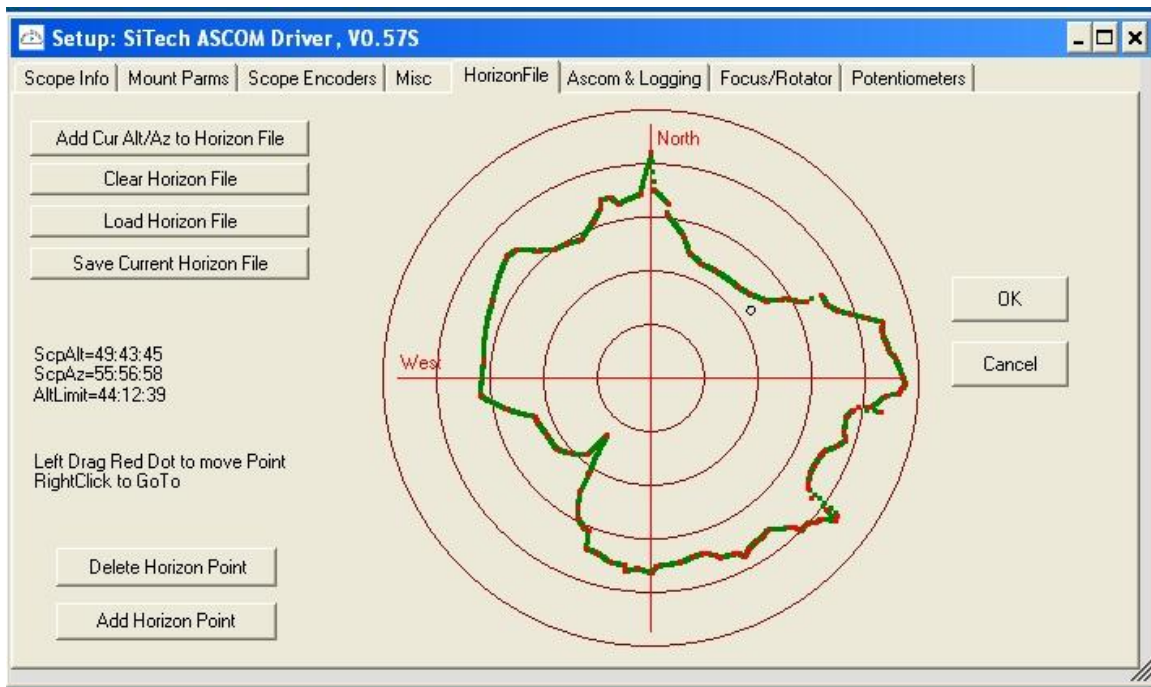 Setup: SiTech ASCOM Driver, V0.57S
Scope Info
Mount Parms
Scope Encoders
Misc
HorizonFile
Ascom & Logging
Focus/Rotator
Potentiometers
Add Cur Alt/Az to Horizon File
Clear Horizon File
Load Horizon File
Save Current Horizon File
North
West
OK
Cancel
ScpAlt=49:43:45
ScpAz=55:56:58
AltLimit=44:12:39
Left Drag Red Dot to move Point
RightClick to GoTo
Delete Horizon Point
Add Horizon Point